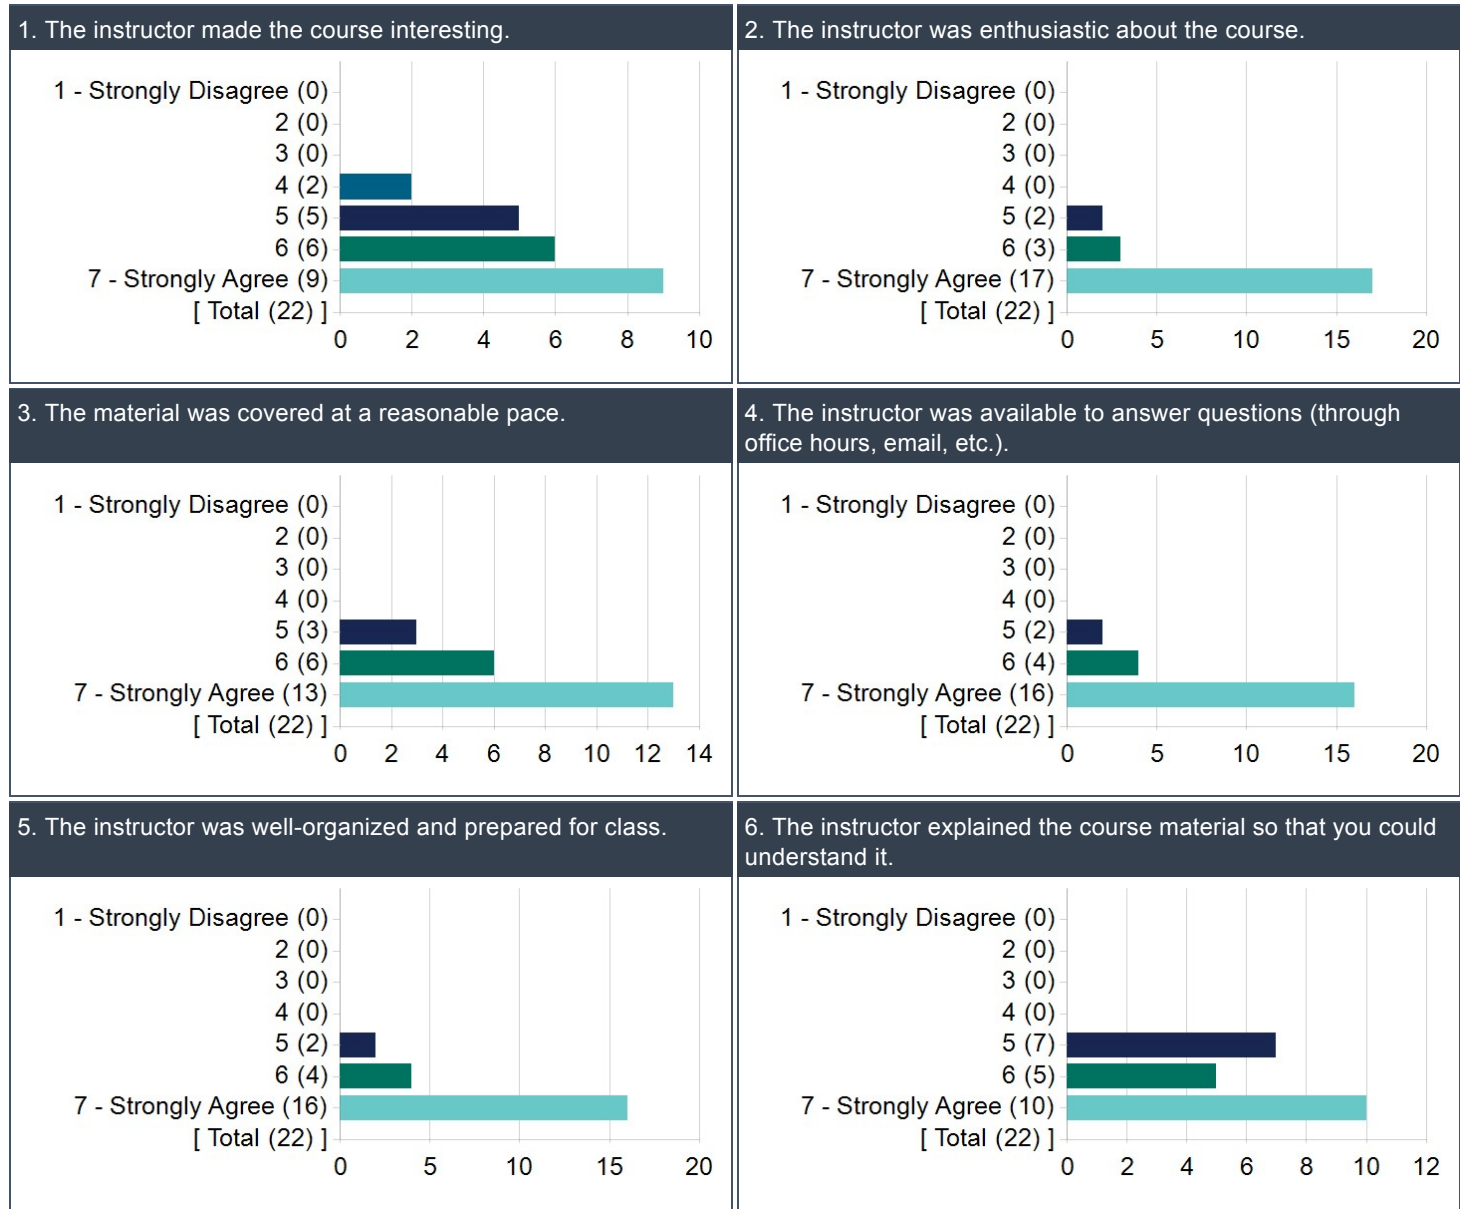 1. The instructor made the course interesting.
1 - Strongly Disagree (0)
2 (0)
3 (0)
4 (2)
5 (5)
6 (6)
7 - Strongly Agree (9)
[ Total (22) ]
0 2 4 6 8 10
2. The instructor was enthusiastic about the course.
1 - Strongly Disagree (0)
2 (0)
3 (0)
4 (0)
5 (2)
6 (3)
7 - Strongly Agree (17)
[ Total (22) ]
0 5 10 15 20
3. The material was covered at a reasonable pace.
1 - Strongly Disagree (0)
2 (0)
3 (0)
4 (0)
5 (3)
6 (6)
7 - Strongly Agree (13)
[ Total (22) ]
0 2 4 6 8 10 12 14
4. The instructor was available to answer questions (through
office hours, email, etc.).
1 - Strongly Disagree (0)
2 (0)
3 (0)
4 (0)
5 (2)
6 (4)
7 - Strongly Agree (16)
[ Total (22) ]
0 5 10 15 20
5. The instructor was well-organized and prepared for class.
1 - Strongly Disagree (0)
2 (0)
3 (0)
4 (0)
5 (2)
6 (4)
7 - Strongly Agree (16)
[ Total (22) ]
0 5 10 15 20
6. The instructor explained the course material so that you could
understand it.
1 - Strongly Disagree (0)
2 (0)
3 (0)
4 (0)
5 (7)
6 (5)
7 - Strongly Agree (10)
[ Total (22) ]
0 2 4 6 8 10 12